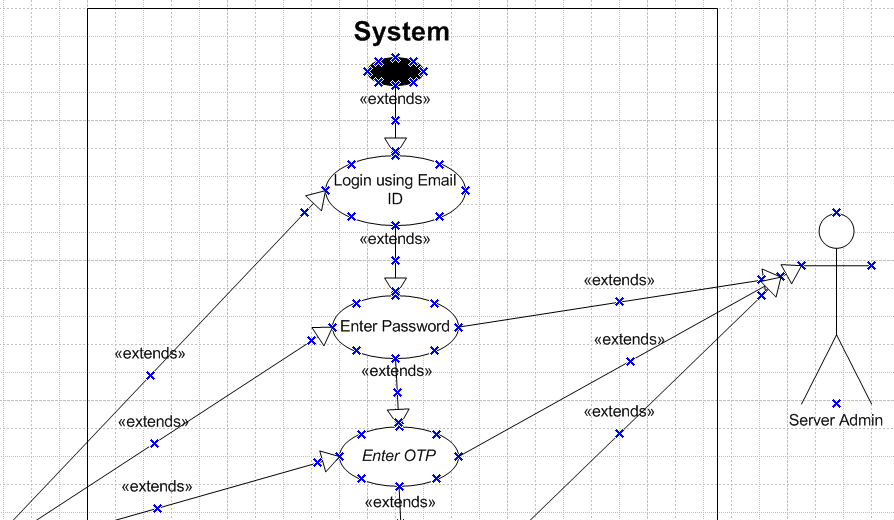 System
«extends»
Login using Email
ID
«extends»
«extends»
Enter Password
«extends»
«extends»
«extends»
«extends»
Server Admin
«extends»
«extends»
Enter OTP
«extends»
«extends»